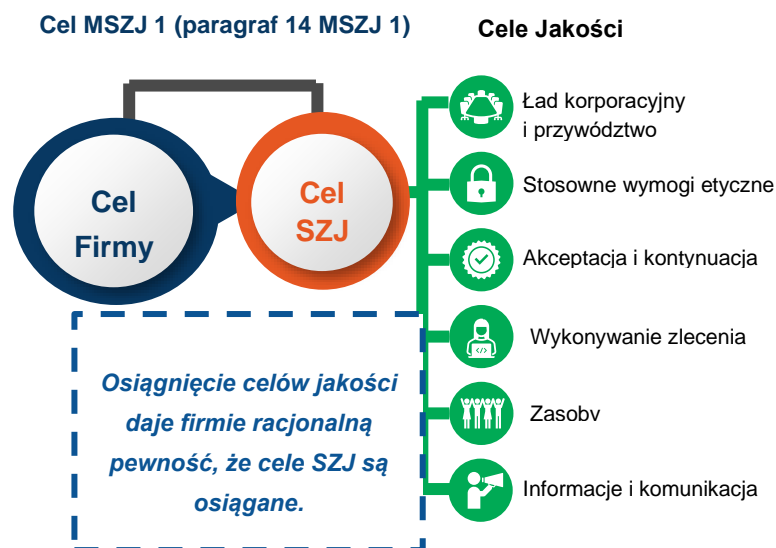 Cel MSZJ 1 (paragraf 14 MSZJ 1)
Cele Jakości
Cel
Firmy
Cel
SZJ
Ład korporacyjny
i przywództwo
Stosowne wymogi etyczne
Akceptacja i kontynuacja
Wykonywanie zlecenia
Zasoby
Informacje i komunikacja
Osiągnięcie celów jakości
daje firmie racjonalną
pewność, że cele SZJ są
osiągane.